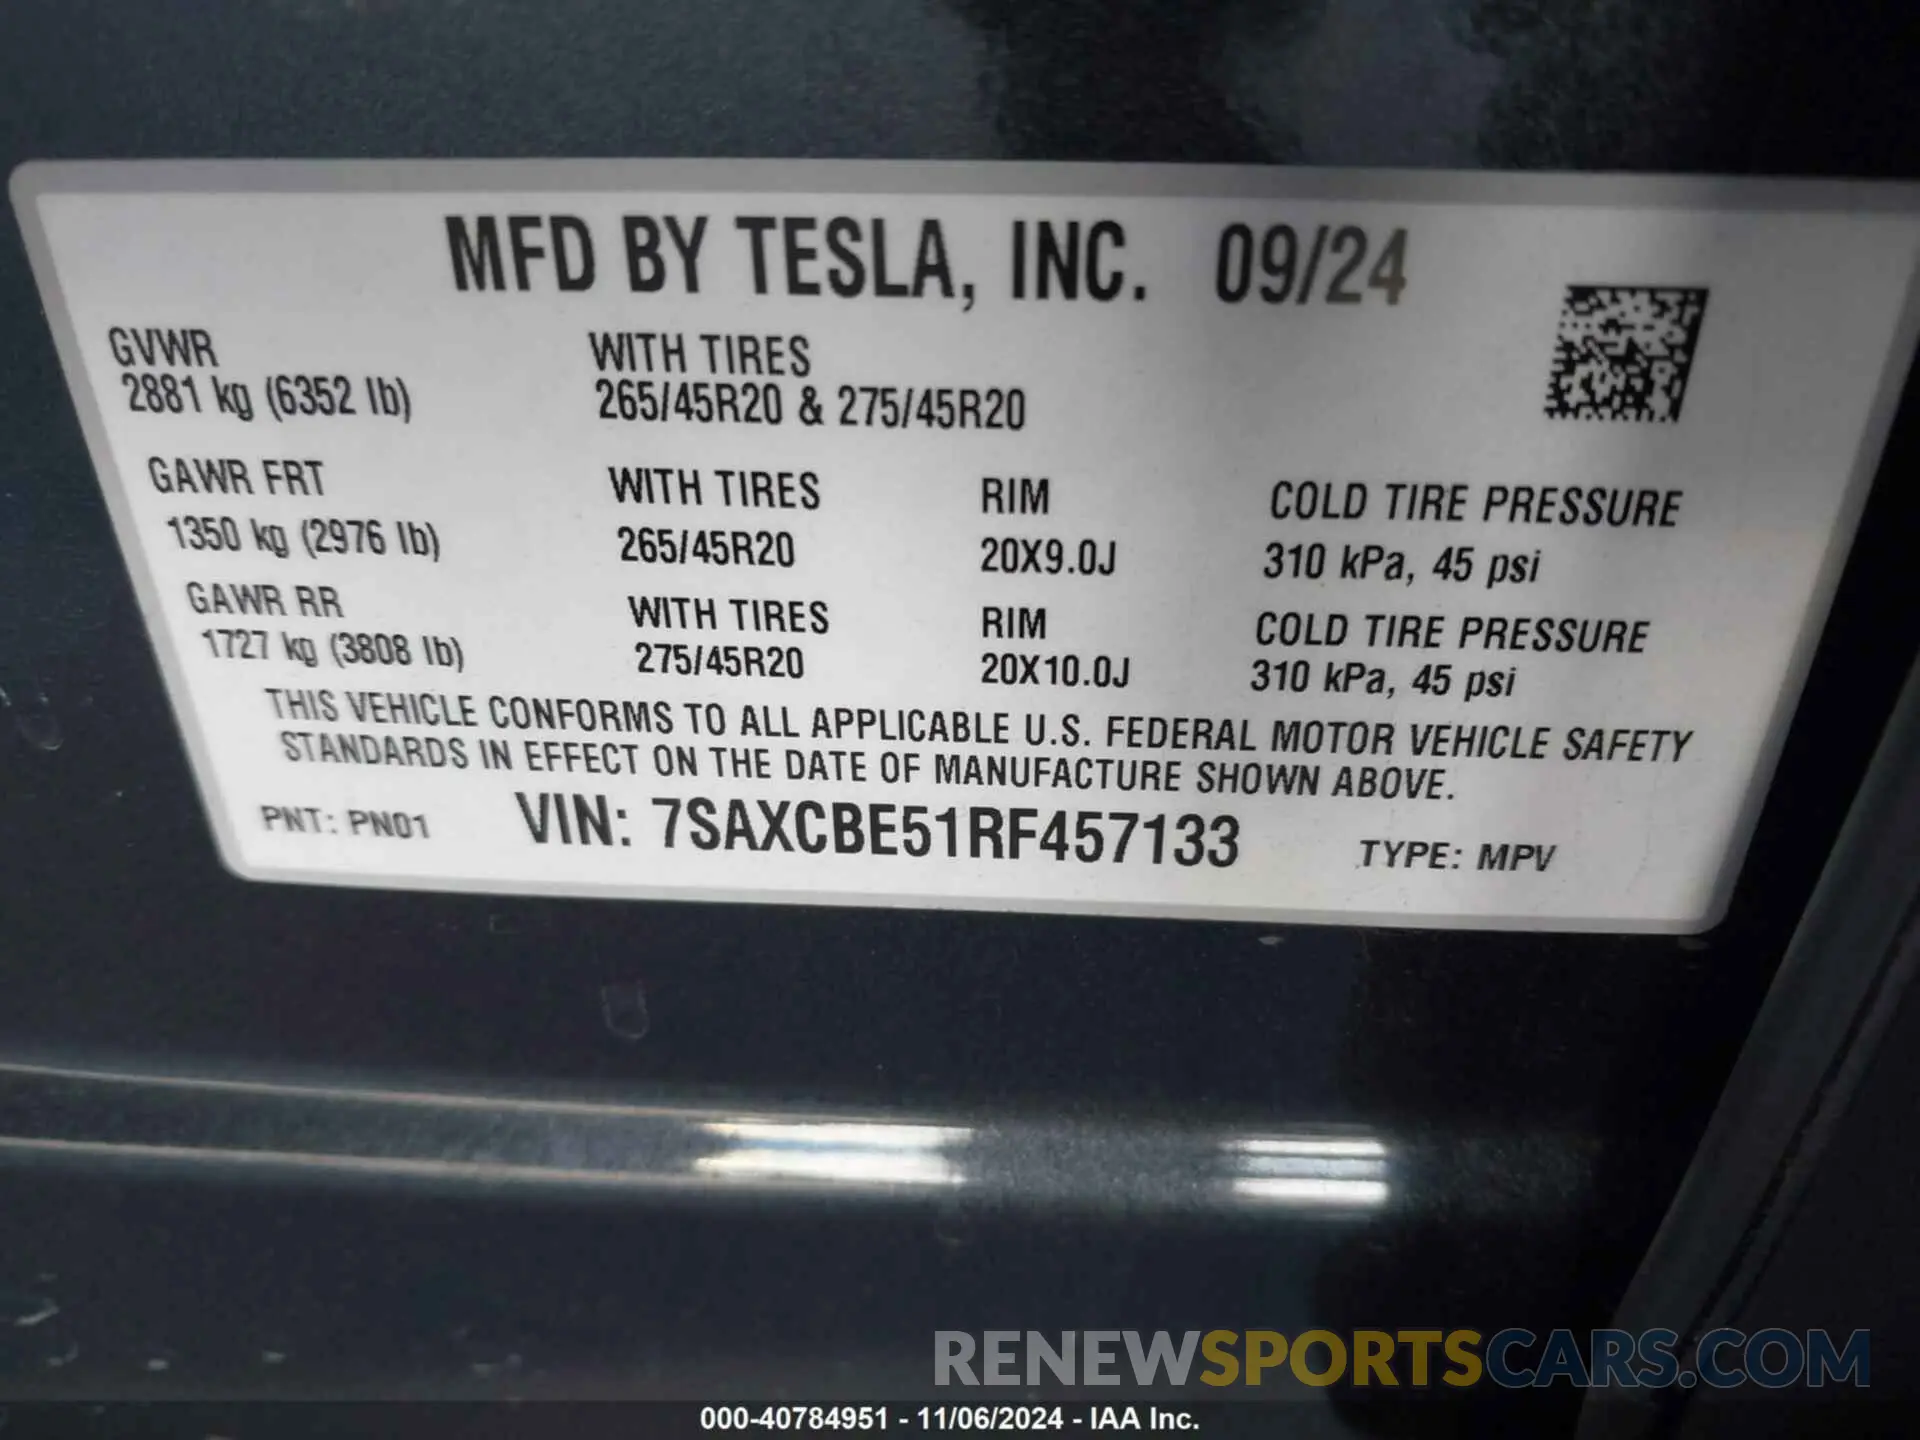 MFD BY TESLA, INC. 09/24
GVWR WITH TIRES
2881 kg (6352 lb) 265/45R20 & 275/45R20
GAWR FRT WITH TIRES RIM COLD TIRE PRESSURE
1350 kg (2976 lb) 265/45R20 20X9.0J 310 kPa, 45 psi
GAWR RR WITH TIRES RIM COLD TIRE PRESSURE
1727 kg (3808 lb) 275/45R20 20X10.0J 310 kPa, 45 psi
THIS VEHICLE CONFORMS TO ALL APPLICABLE U.S. FEDERAL MOTOR VEHICLE SAFETY
STANDARDS IN EFFECT ON THE DATE OF MANUFACTURE SHOWN ABOVE.
PNT: PN01 VIN: 7SAXCBE51RF457133 TYPE: MPV
RENEWSPORTSCARS.COM
000-40784951 - 11/06/2024 - IAA Inc.